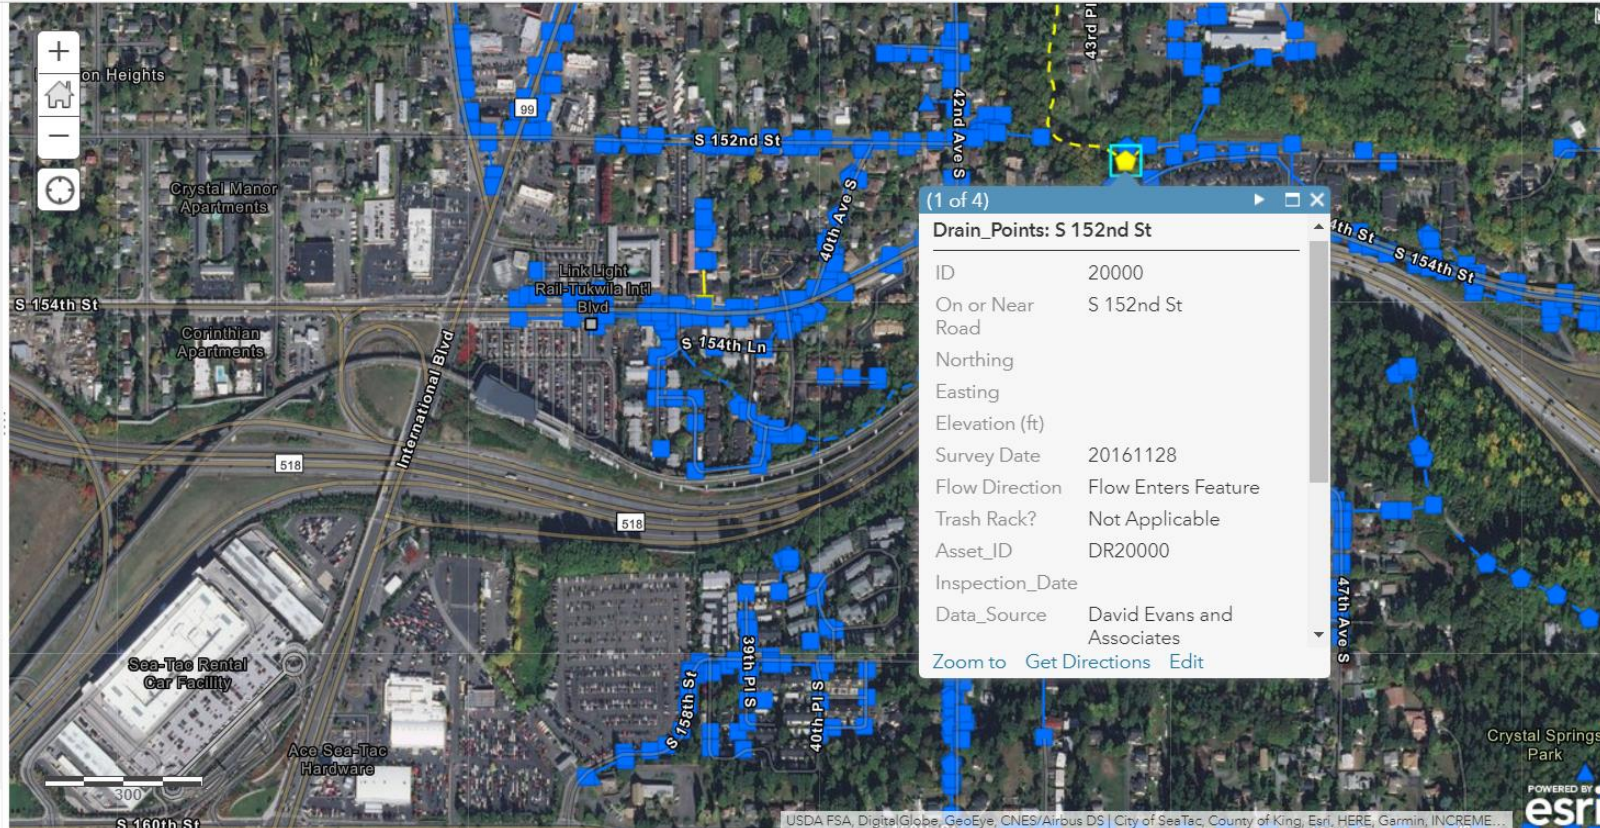 on Heights
99
43rd Pl
42nd Ave S
S 152nd St
Crystal Manor
Apartments
40th Ave S
S 154th St
Link Light
Rail-Tukwila Int'l
Blvd
Corinthian
Apartments
S 154th Ln
International Blvd
518
518
(1 of 4)
Drain_Points: S 152nd St
ID 20000
On or Near S 152nd St
Road
Northing
Easting
Elevation (ft)
Survey Date 20161128
Flow Direction Flow Enters Feature
Trash Rack? Not Applicable
Asset_ID DR20000
Inspection_Date
Data_Source David Evans and
Associates
Zoom to Get Directions Edit
4th St
S 154th St
47th Ave S
Sea-Tac Rental
Car Facility
39th Pl S
40th Pl S
S 158th St
Ace Sea-Tac
Hardware
300
S 160th St
Crystal Springs
Park
POWERED BY
esri
USDA FSA, DigitalGlobe, GeoEye, CNES/Airbus DS | City of SeaTac, County of King, Esri, HERE, Garmin, INCREME...